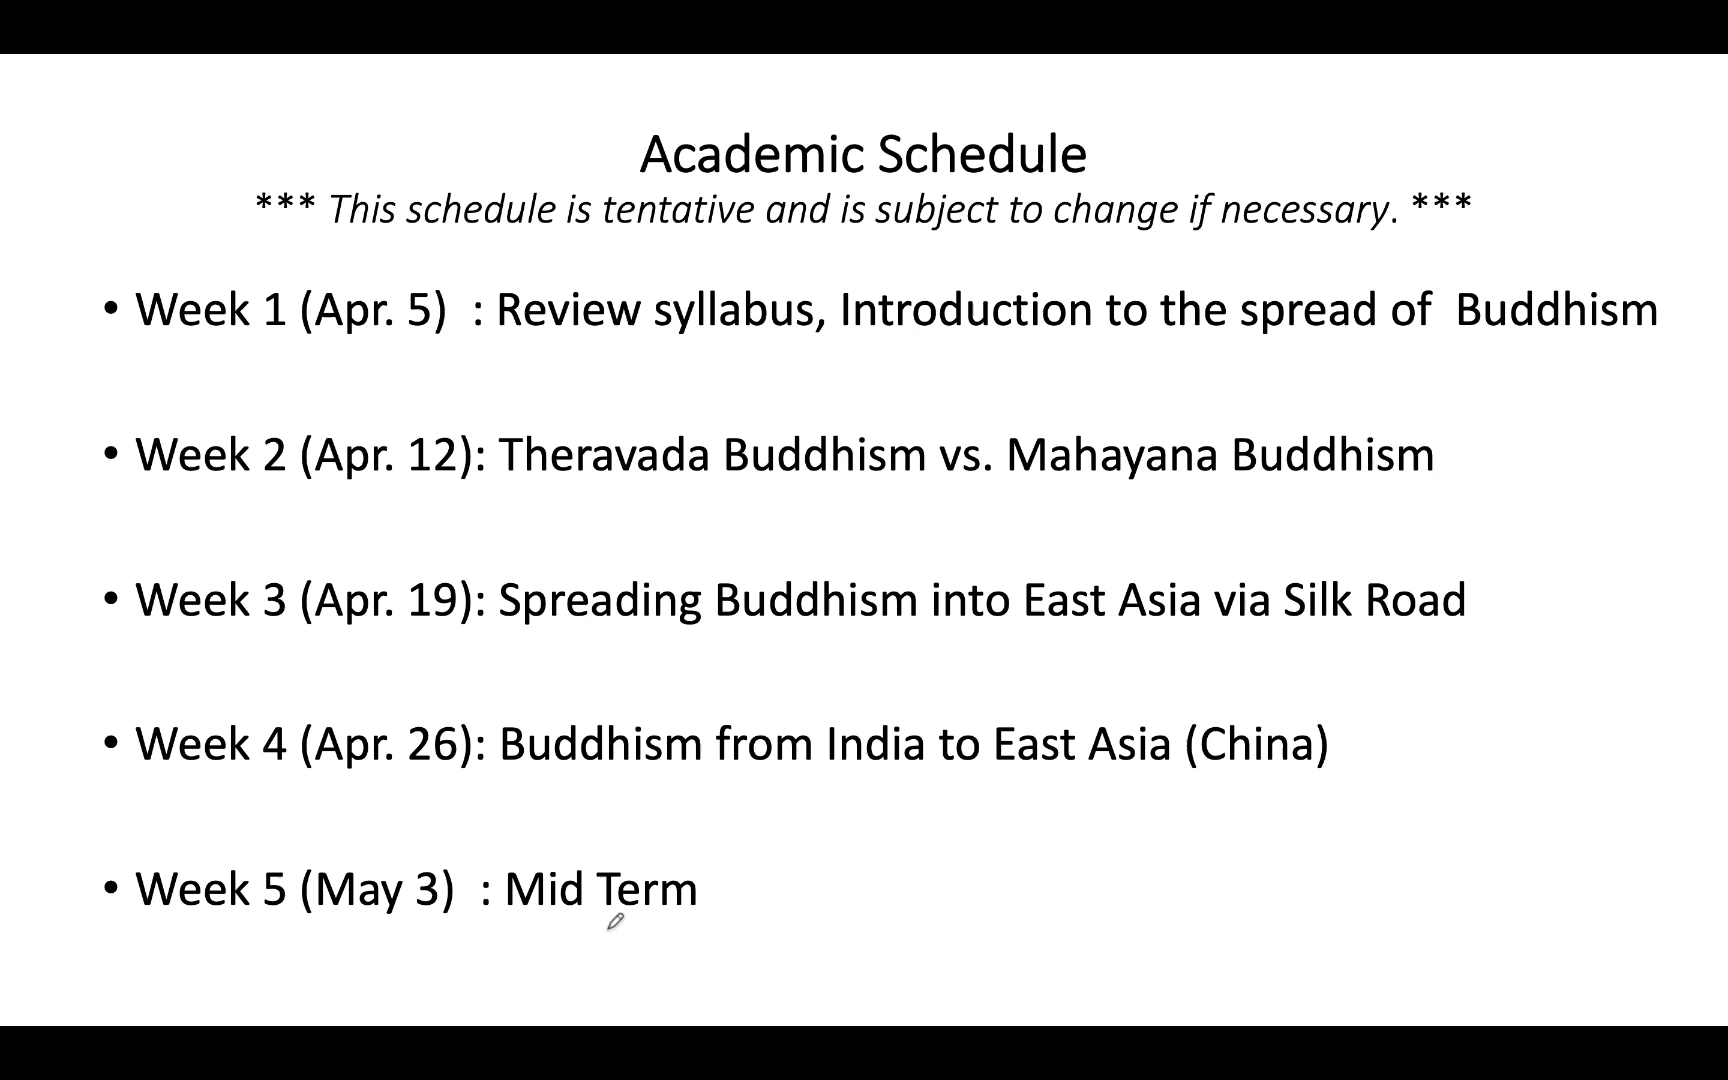 Academic Schedule
*** This schedule is tentative and is subject to change if necessary. ***
• Week 1 (Apr. 5)  : Review syllabus, Introduction to the spread of  Buddhism
• Week 2 (Apr. 12): Theravada Buddhism vs. Mahayana Buddhism
• Week 3 (Apr. 19): Spreading Buddhism into East Asia via Silk Road
• Week 4 (Apr. 26): Buddhism from India to East Asia (China)
• Week 5 (May 3)  : Mid Term